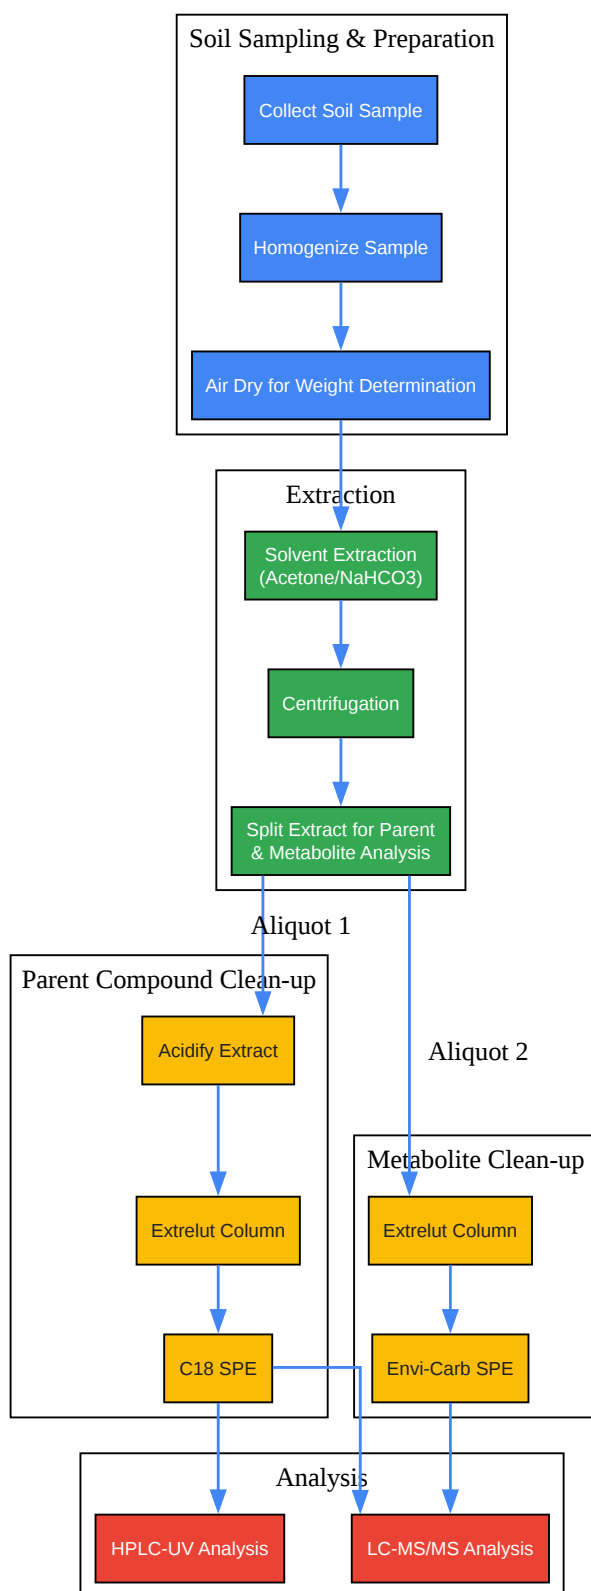 Soil Sampling & Preparation
Collect Soil Sample
Homogenize Sample
Air Dry for Weight Determination
Extraction
Solvent Extraction
(Acetone/NaHCO3)
Centrifugation
Split Extract for Parent
& Metabolite Analysis
Aliquot 1
Parent Compound Clean-up
Acidify Extract
Aliquot 2
Metabolite Clean-up
Extrelut Column
Extrelut Column
C18 SPE
Envi-Carb SPE
Analysis
HPLC-UV Analysis
LC-MS/MS Analysis